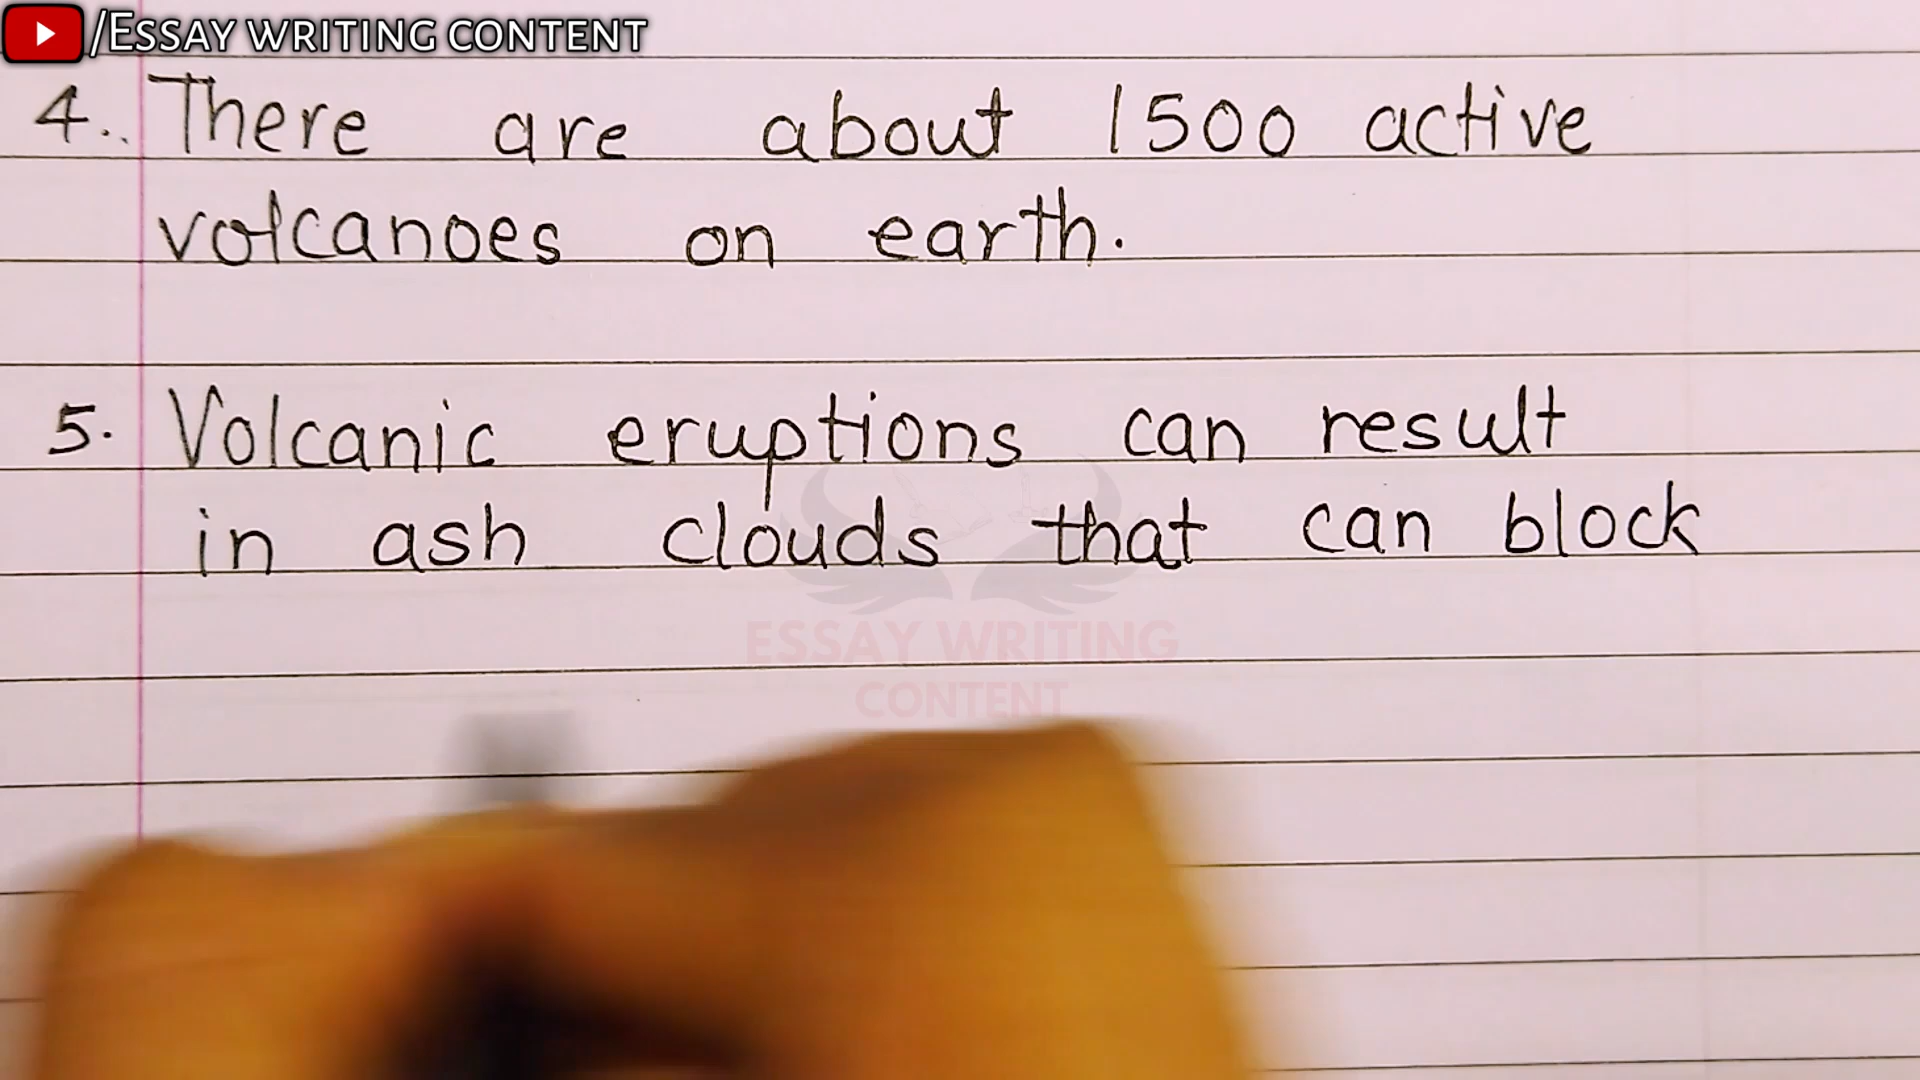 /ESSAY WRITING CONTENT
4.. There are about 1500 active
volcanoes on earth.
5. Volcanic eruptions can result
in ash clouds that can block
ESSAY WRITING
CONTENT